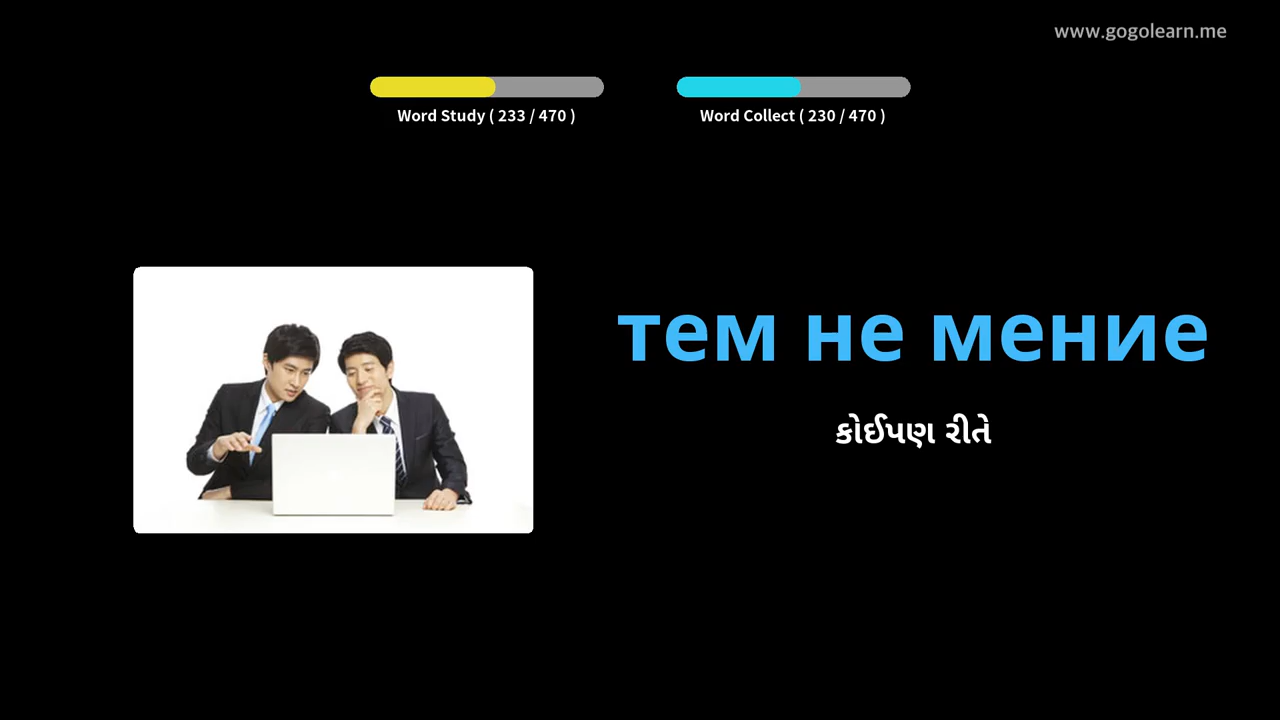 www.gogolearn.me
Word Study ( 233 / 470 )
Word Collect ( 230 / 470 )
тем не мение
કોઈપણ રીતે